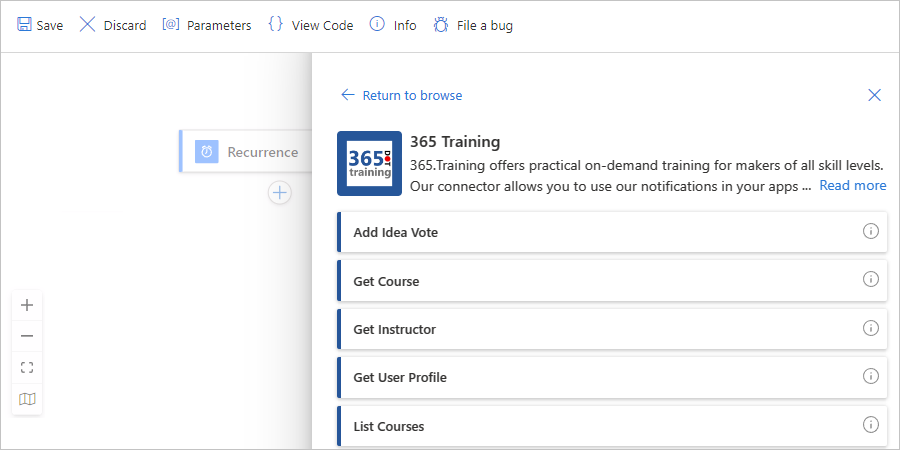 Save Discard [@] Parameters {} View Code Info File a bug
Return to browse
Recurrence
365 DOT training
365 Training
365.Training offers practical on-demand training for makers of all skill levels.
Our connector allows you to use our notifications in your apps ... Read more
Add Idea Vote
Get Course
Get Instructor
Get User Profile
List Courses